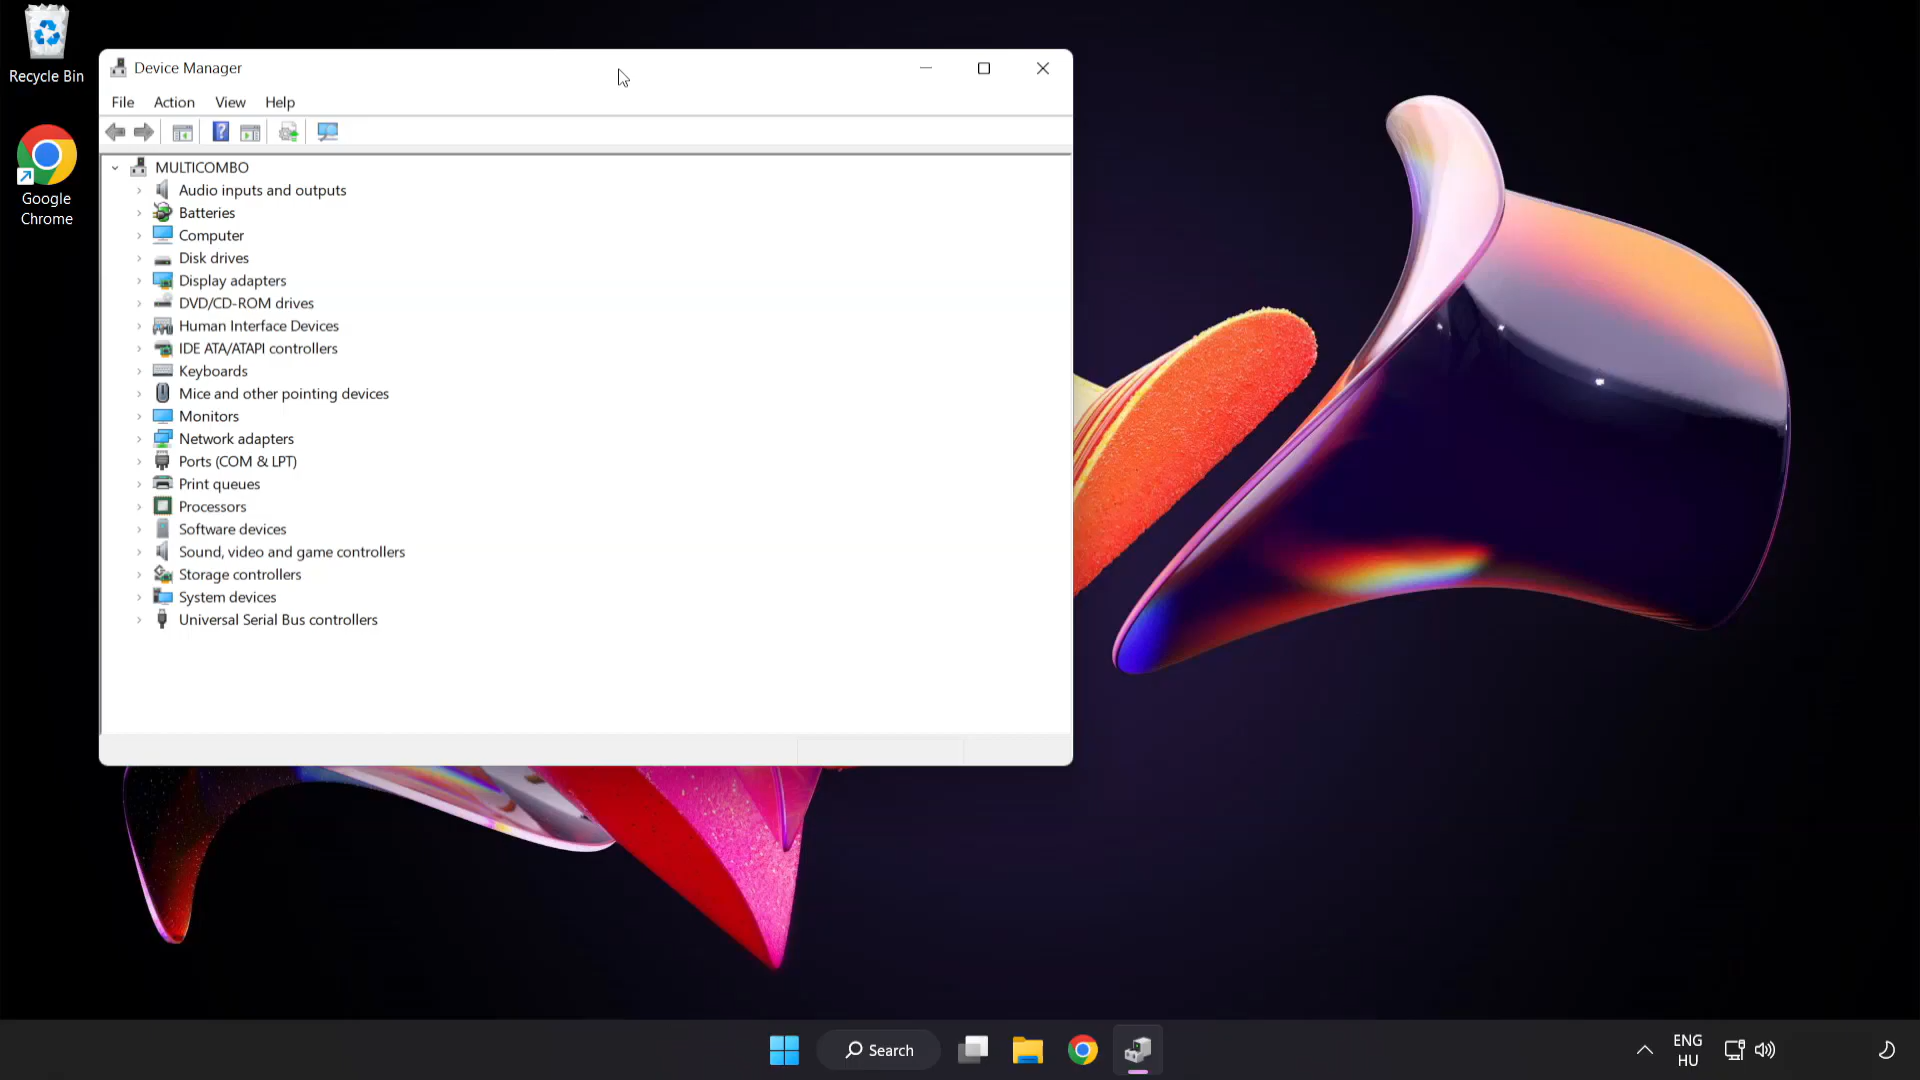 Recycle Bin
Google
Chrome
Device Manager
File Action View Help
MULTICOMBO
Audio inputs and outputs
Batteries
Computer
Disk drives
Display adapters
DVD/CD-ROM drives
Human Interface Devices
IDE ATA/ATAPI controllers
Keyboards
Mice and other pointing devices
Monitors
Network adapters
Ports (COM & LPT)
Print queues
Processors
Software devices
Sound, video and game controllers
Storage controllers
System devices
Universal Serial Bus controllers
Search
ENG
HU